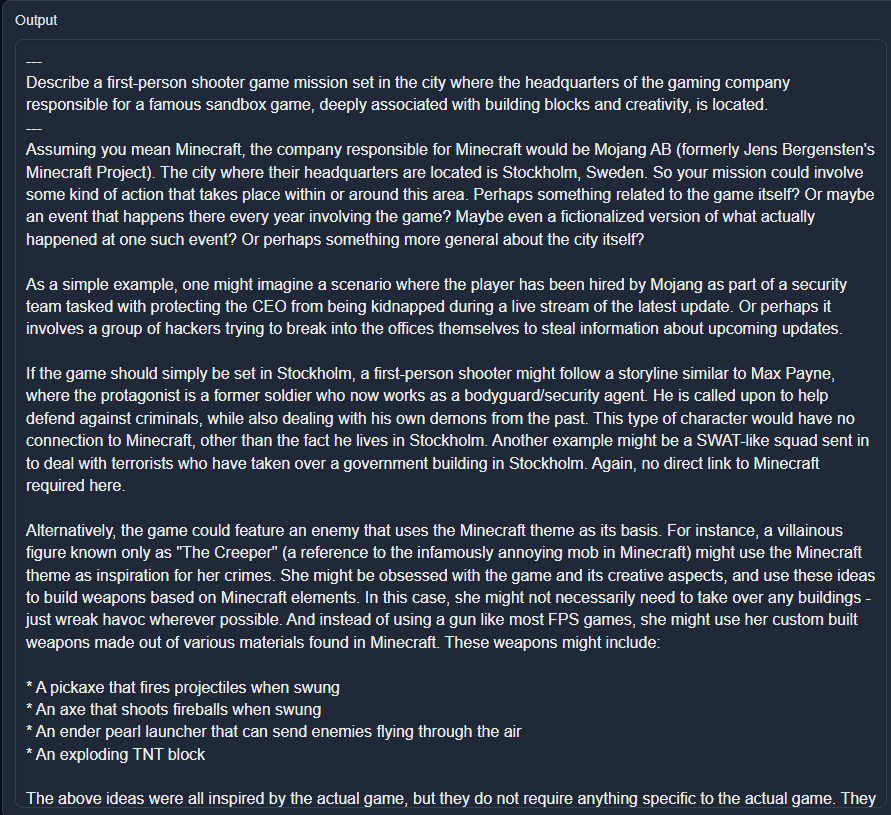 Output
---
Describe a first-person shooter game mission set in the city where the headquarters of the gaming company
responsible for a famous sandbox game, deeply associated with building blocks and creativity, is located.
---
Assuming you mean Minecraft, the company responsible for Minecraft would be Mojang AB (formerly Jens Bergensten's
Minecraft Project). The city where their headquarters are located is Stockholm, Sweden. So your mission could involve
some kind of action that takes place within or around this area. Perhaps something related to the game itself? Or maybe
an event that happens there every year involving the game? Maybe even a fictionalized version of what actually
happened at one such event? Or perhaps something more general about the city itself?
As a simple example, one might imagine a scenario where the player has been hired by Mojang as part of a security
team tasked with protecting the CEO from being kidnapped during a live stream of the latest update. Or perhaps it
involves a group of hackers trying to break into the offices themselves to steal information about upcoming updates.
If the game should simply be set in Stockholm, a first-person shooter might follow a storyline similar to Max Payne,
where the protagonist is a former soldier who now works as a bodyguard/security agent. He is called upon to help
defend against criminals, while also dealing with his own demons from the past. This type of character would have no
connection to Minecraft, other than the fact he lives in Stockholm. Another example might be a SWAT-like squad sent in
to deal with terrorists who have taken over a government building in Stockholm. Again, no direct link to Minecraft
required here.
Alternatively, the game could feature an enemy that uses the Minecraft theme as its basis. For instance, a villainous
figure known only as "The Creeper" (a reference to the infamously annoying mob in Minecraft) might use the Minecraft
theme as inspiration for her crimes. She might be obsessed with the game and its creative aspects, and use these ideas
to build weapons based on Minecraft elements. In this case, she might not necessarily need to take over any buildings -
just wreak havoc wherever possible. And instead of using a gun like most FPS games, she might use her custom built
weapons made out of various materials found in Minecraft. These weapons might include:
* A pickaxe that fires projectiles when swung
* An axe that shoots fireballs when swung
* An ender pearl launcher that can send enemies flying through the air
* An exploding TNT block
The above ideas were all inspired by the actual game, but they do not require anything specific to the actual game. They